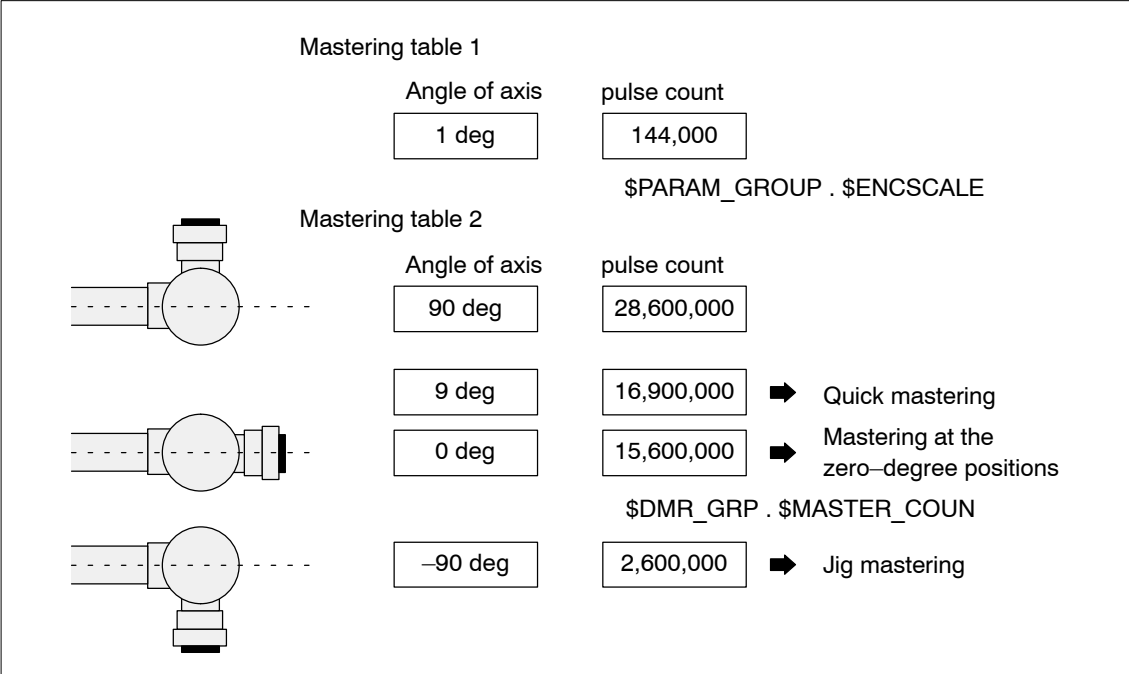 Mastering table 1
Angle of axis pulse count
1 deg 144,000
$PARAM_GROUP . $ENCSCALE
Mastering table 2
Angle of axis pulse count
90 deg 28,600,000
9 deg 16,900,000 Quick mastering
0 deg 15,600,000 Mastering at the
zero–degree positions
$DMR_GRP . $MASTER_COUN
–90 deg 2,600,000 Jig mastering